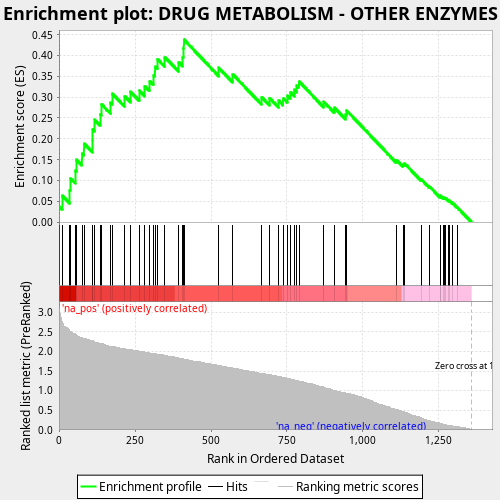 Enrichment plot: DRUG METABOLISM - OTHER ENZYMES
Enrichment score (ES)
0.45
0.40
0.35
0.30
0.25
0.20
0.15
0.10
0.05
0.00
'na_pos' (positively correlated)
Ranked list metric (PreRanked)
3.0
2.5
2.0
1.5
1.0
0.5
0.0
Zero cross at 1
'na_neg' (negatively correlated)
0 250 500 750 1,000 1,250
Rank in Ordered Dataset
Enrichment profile Hits Ranking metric scores